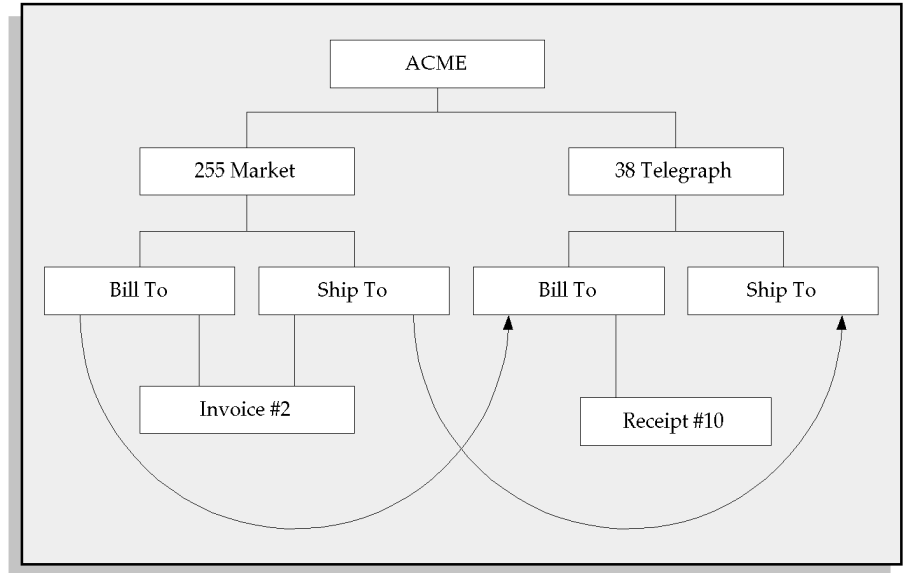 ACME
255 Market
38 Telegraph
Bill To
Ship To
Bill To
Ship To
Invoice #2
Receipt #10